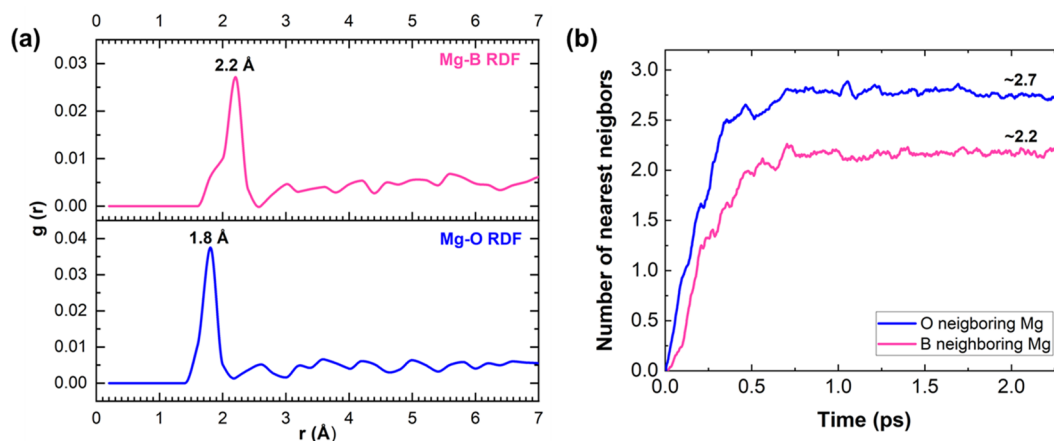 (a)
0 1 2 3 4 5 6 7
0.03
0.02
0.01
0.00
Mg-B RDF
2.2 Å
g (r)
0.04
0.03
0.02
0.01
0.00
Mg-O RDF
1.8 Å
0 1 2 3 4 5 6 7
r (Å)
(b)
Number of nearest neigbors
3.0
2.5
2.0
1.5
1.0
0.5
0.0
~2.7
~2.2
O neigboring Mg
B neighboring Mg
0.0 0.5 1.0 1.5 2.0
Time (ps)